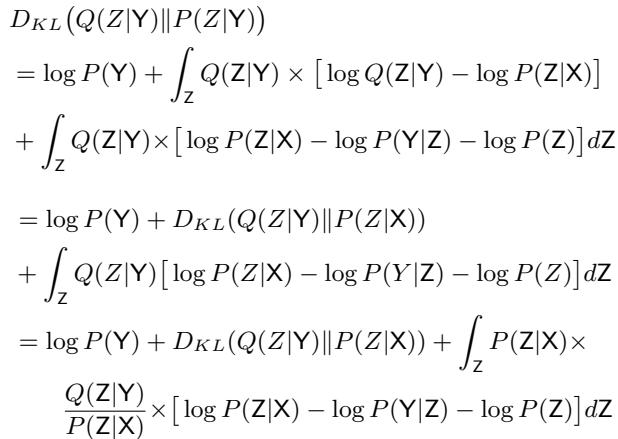 D_{KL}(Q(Z|Y)∥P(Z|Y))
= log P(Y) + ∫_Z Q(Z|Y) × [log Q(Z|Y) − log P(Z|X)]
+ ∫_Z Q(Z|Y)×[log P(Z|X) − log P(Y|Z) − log P(Z)]dZ
= log P(Y) + D_{KL}(Q(Z|Y)∥P(Z|X))
+ ∫_Z Q(Z|Y)[log P(Z|X) − log P(Y|Z) − log P(Z)]dZ
= log P(Y) + D_{KL}(Q(Z|Y)∥P(Z|X)) + ∫_Z P(Z|X)×
\frac{Q(Z|Y)}{P(Z|X)}×[log P(Z|X) − log P(Y|Z) − log P(Z)]dZ